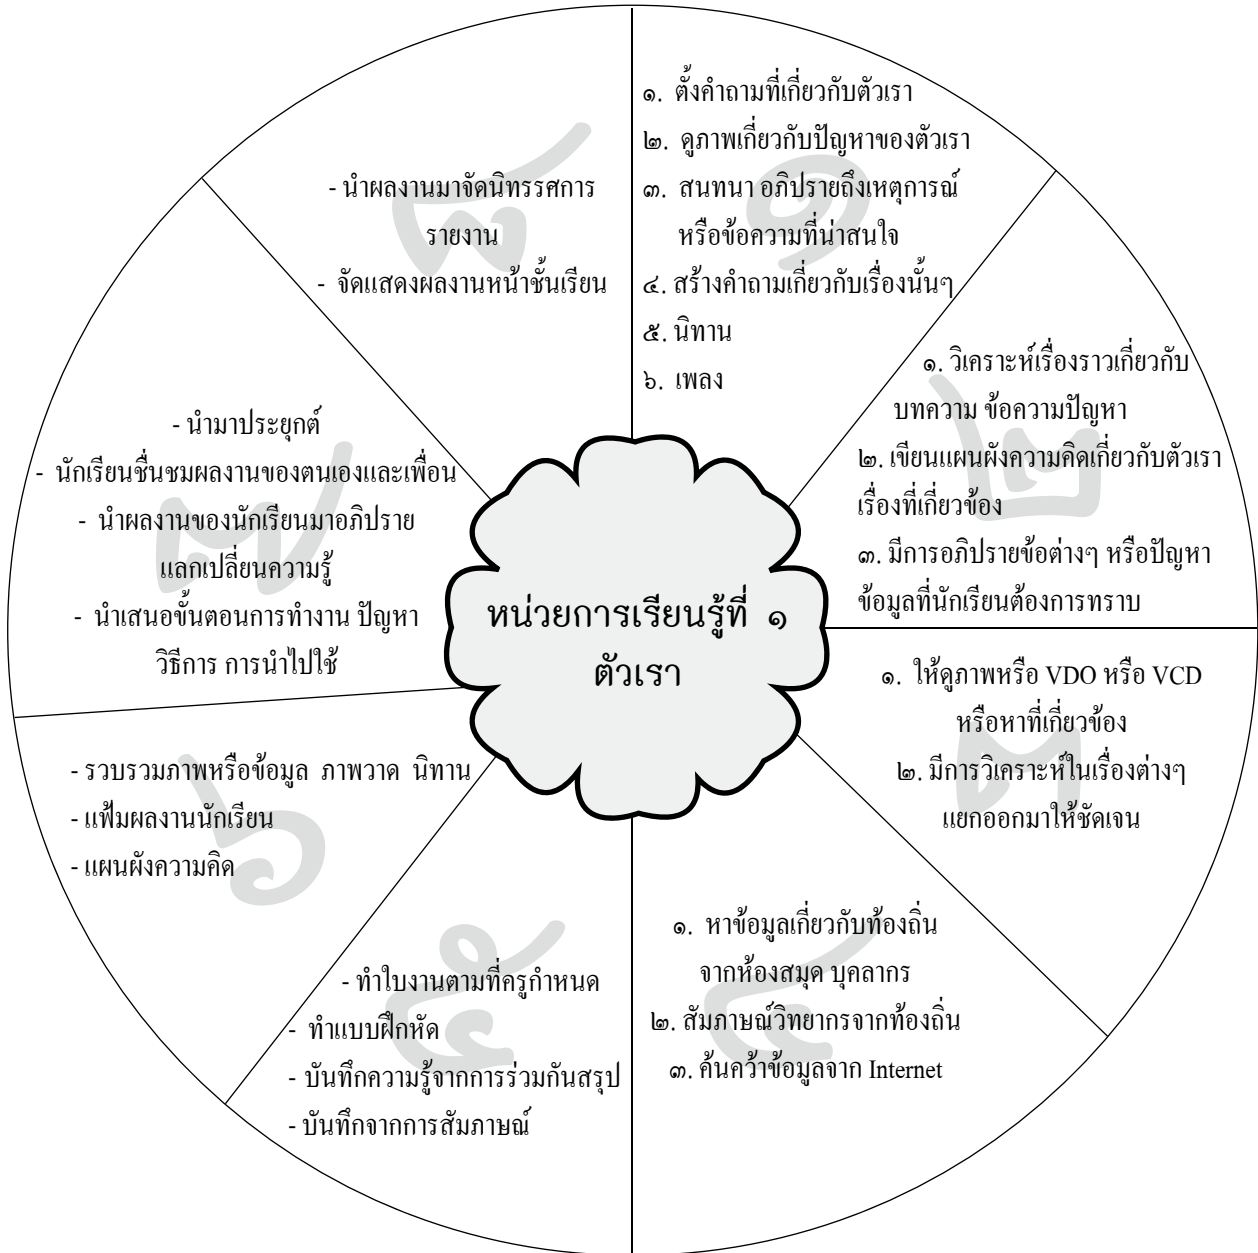 ๑. ตั้งคำถามที่เกี่ยวกับตัวเรา
๒. ดูภาพเกี่ยวกับปัญหาของตัวเรา
๓. สนทนา อภิปรายถึงเหตุการณ์
หรือข้อความที่น่าสนใจ
๔. สร้างคำถามเกี่ยวกับเรื่องนั้นๆ
๕. นิทาน
๖. เพลง
๑
๑. วิเคราะห์เรื่องราวเกี่ยวกับ
บทความ ข้อความปัญหา
๒. เขียนแผนผังความคิดเกี่ยวกับตัวเรา
เรื่องที่เกี่ยวข้อง
๓. มีการอภิปรายข้อต่างๆ หรือปัญหา
ข้อมูลที่นักเรียนต้องการทราบ
๒
๑. ให้ดูภาพหรือ VDO หรือ VCD
หรือหาที่เกี่ยวข้อง
๒. มีการวิเคราะห์ในเรื่องต่างๆ
แยกออกมาให้ชัดเจน
๓
๑. หาข้อมูลเกี่ยวกับท้องถิ่น
จากห้องสมุด บุคลากร
๒. สัมภาษณ์วิทยากรจากท้องถิ่น
๓. ค้นคว้าข้อมูลจาก Internet
๔
- ทำใบงานตามที่ครูกำหนด
- ทำแบบฝึกหัด
- บันทึกความรู้จากการร่วมกันสรุป
- บันทึกจากการสัมภาษณ์
๕
- รวบรวมภาพหรือข้อมูล ภาพวาด นิทาน
- แฟ้มผลงานนักเรียน
- แผนผังความคิด
๖
- นำมาประยุกต์
- นักเรียนชื่นชมผลงานของตนเองและเพื่อน
- นำผลงานของนักเรียนมาอภิปราย
แลกเปลี่ยนความรู้
- นำเสนอขั้นตอนการทำงาน ปัญหา
วิธีการ การนำไปใช้
๗
- นำผลงานมาจัดนิทรรศการ
รายงาน
- จัดแสดงผลงานหน้าชั้นเรียน
๘
หน่วยการเรียนรู้ที่ ๑
ตัวเรา